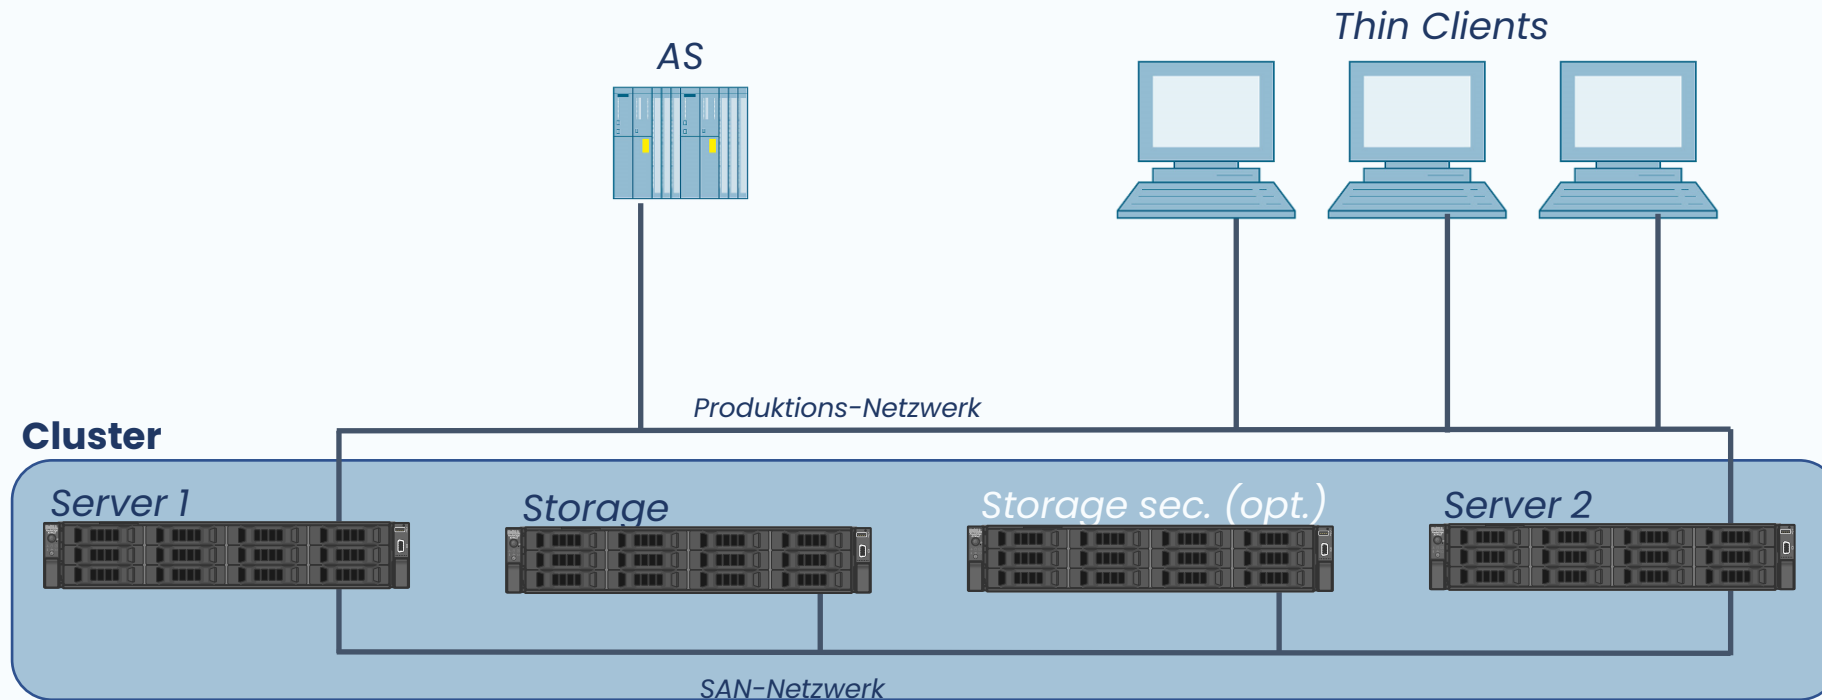 Thin Clients
AS
Produktions-Netzwerk
Cluster
Server 1
Storage
Storage sec. (opt.)
Server 2
SAN-Netzwerk